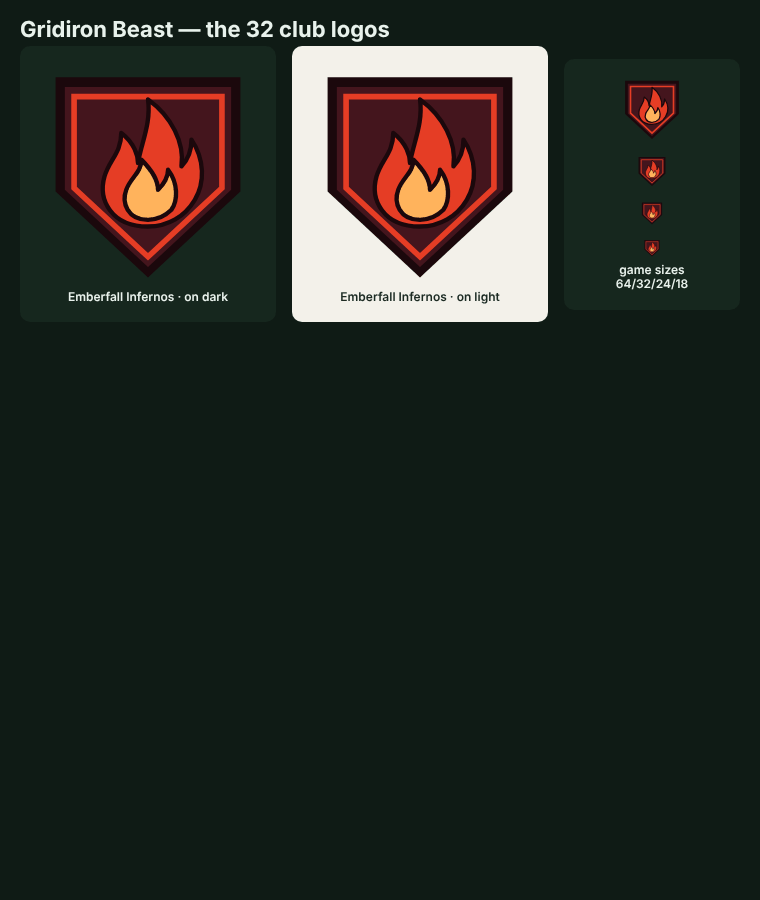 Gridiron Beast — the 32 club logos
Emberfall Infernos · on dark
Emberfall Infernos · on light
game sizes
64/32/24/18